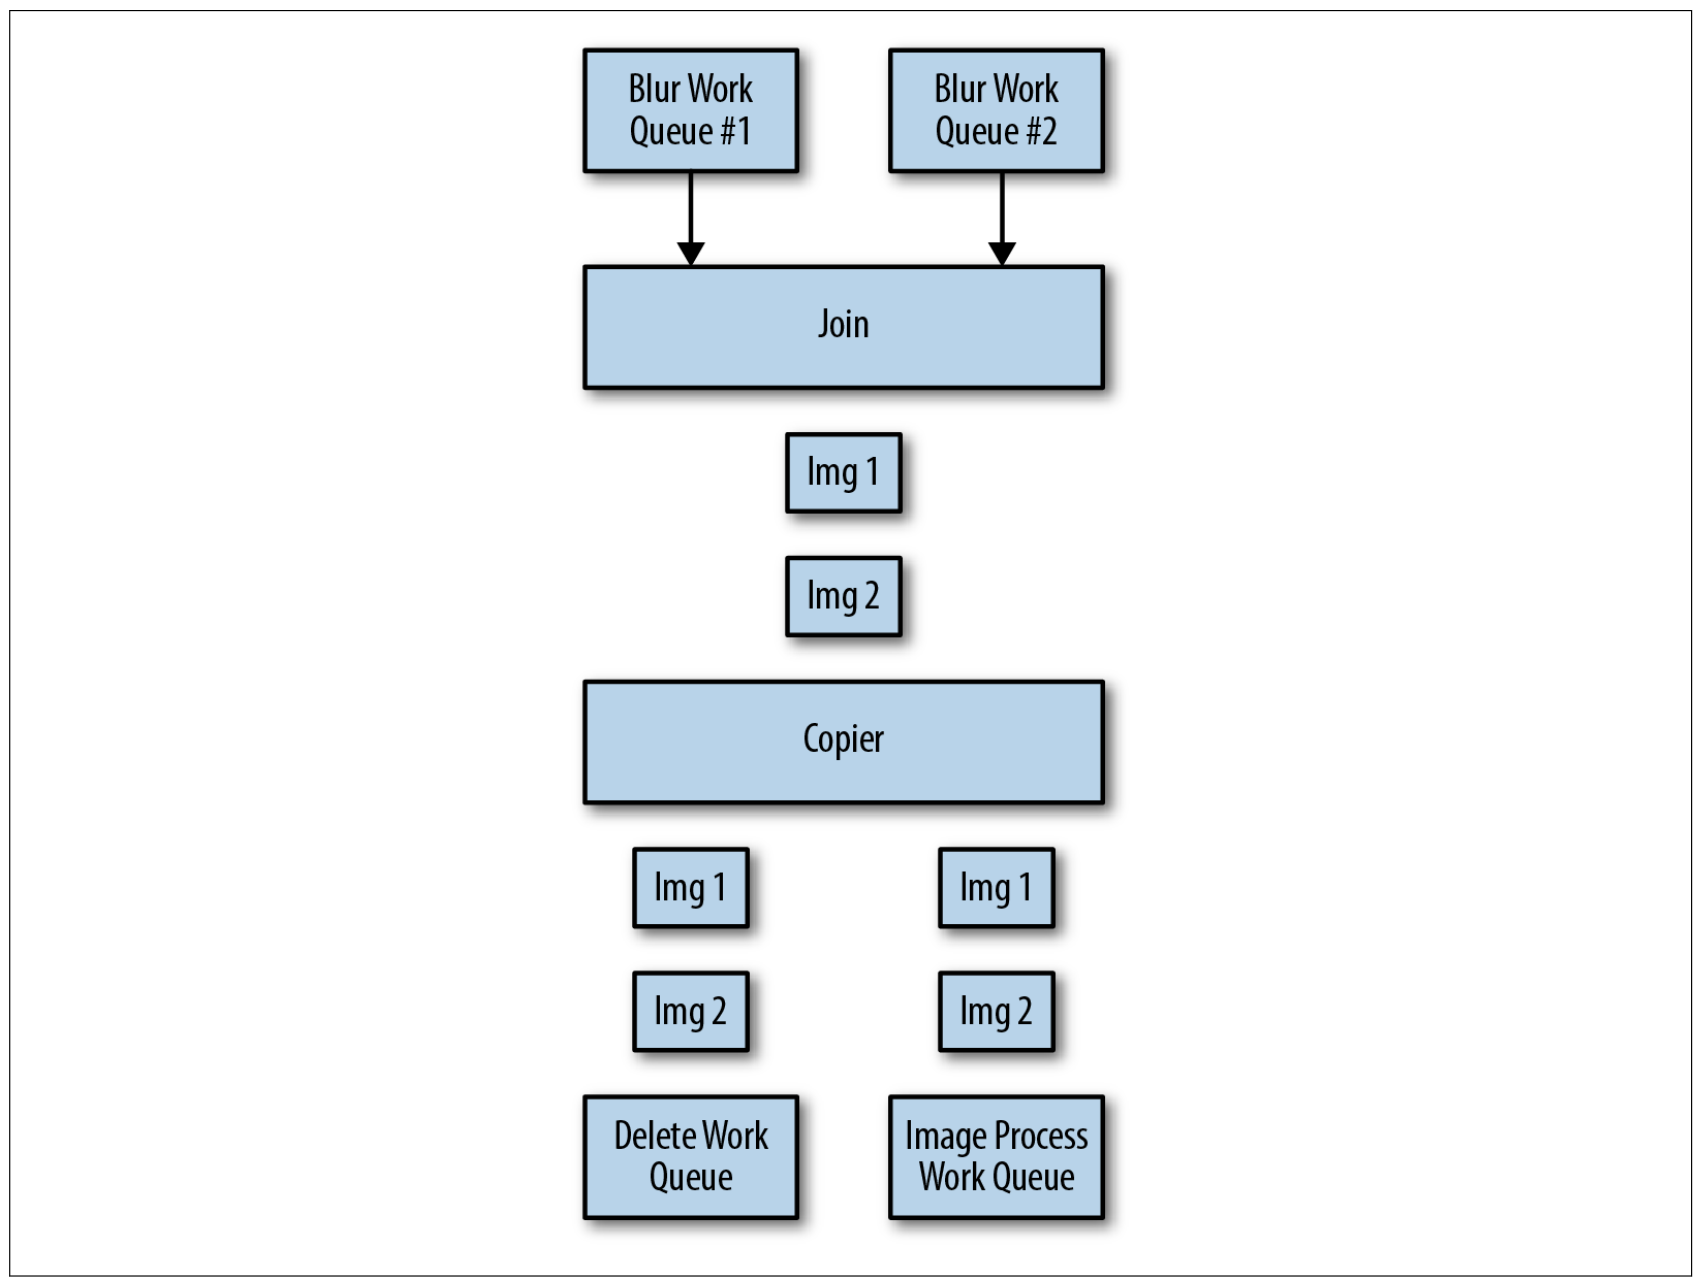 Blur Work
Queue #1
Blur Work
Queue #2
Join
Img 1
Img 2
Copier
Img 1
Img 1
Img 2
Img 2
Delete Work
Queue
Image Process
Work Queue